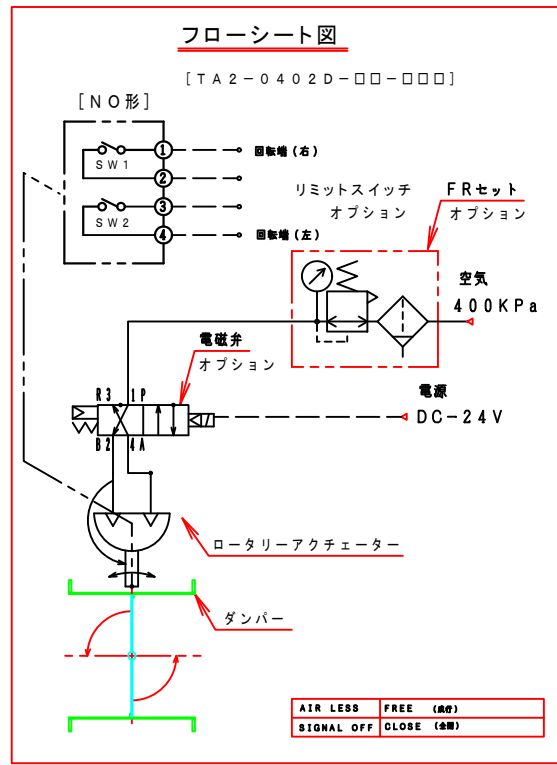 フローシート図
[TA2-0402D-□□-□□□]
[NO形]
1
SW1
2
3
SW2
4
回転端(右)
回転端(左)
リミットスイッチ
オプション
FRセット
オプション
空気
400KPa
電磁弁
オプション
R3 1P
B2 4A
電源
DC-24V
ロータリーアクチェーター
ダンパー
AIR LESS FREE (成行)
SIGNAL OFF CLOSE (全閉)